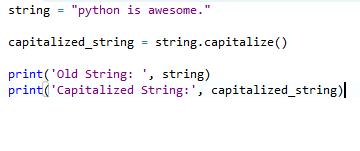 string = "python is awesome."
capitalized_string = string.capitalize()
print('Old String: ', string)
print('Capitalized String:', capitalized_string)